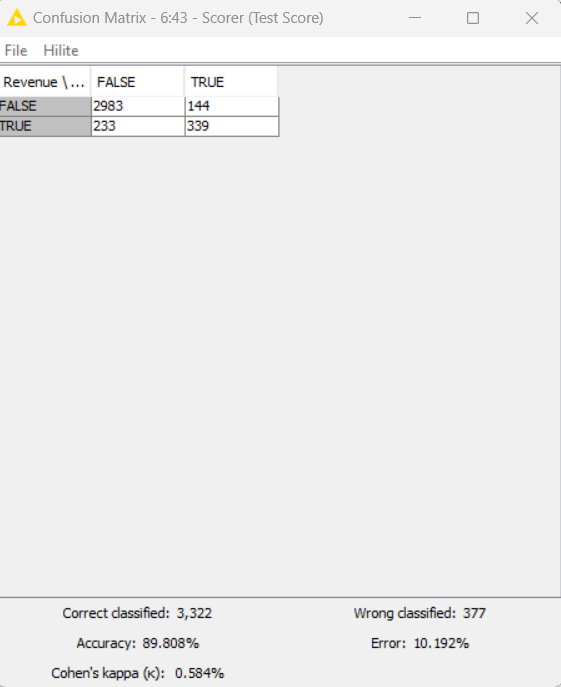 Confusion Matrix - 6:43 - Scorer (Test Score)
File Hilite
Revenue \ ... FALSE TRUE
FALSE 2983 144
TRUE 233 339
Correct classified: 3,322 Wrong classified: 377
Accuracy: 89.808% Error: 10.192%
Cohen's kappa (κ): 0.584%